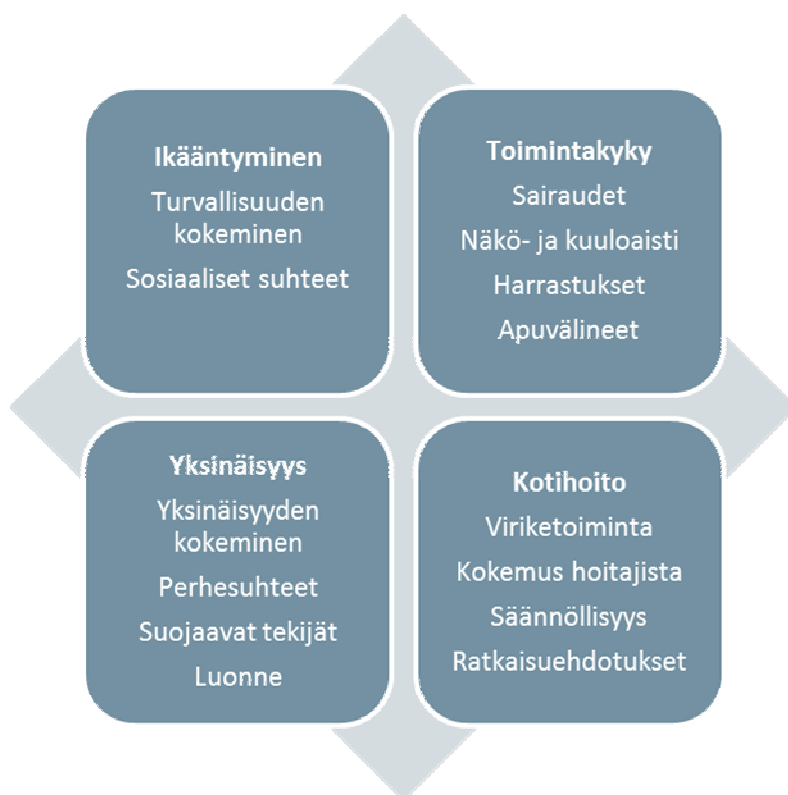 Ikääntyminen
Turvallisuuden
kokeminen
Sosiaaliset suhteet
Toimintakyky
Sairaudet
Näkö- ja kuuloaisti
Harrastukset
Apuvälineet
Yksinäisyys
Yksinäisyyden
kokeminen
Perhesuhteet
Suojaavat tekijät
Luonne
Kotihoito
Viriketoiminta
Kokemus hoitajista
Säännöllisyys
Ratkaisuehdotukset